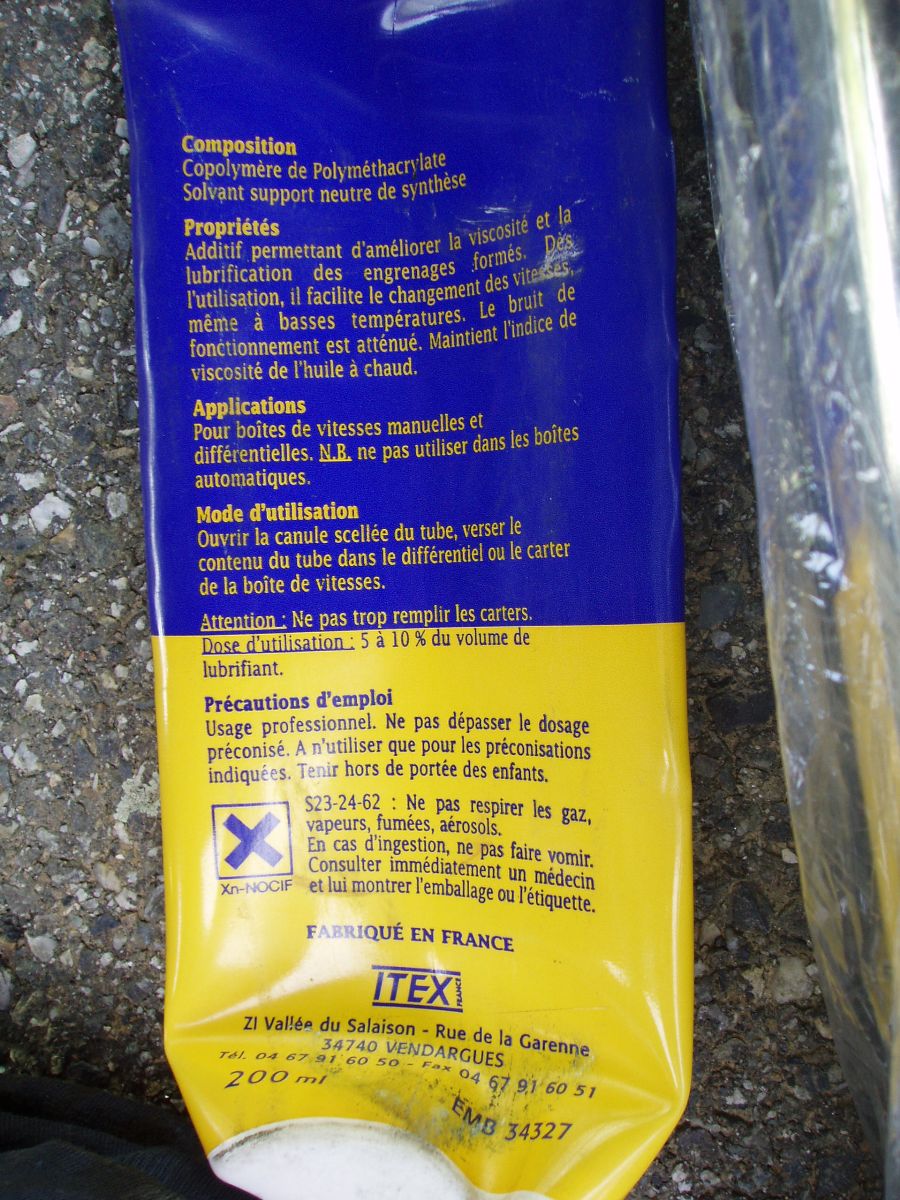 Composition
Copolymère de Polyméthacrylate
Solvant support neutre de synthèse
Propriétés
Additif permettant d'améliorer la viscosité et la
lubrification des engrenages formés. Dès
l'utilisation, il facilite le changement des vitesses,
même à basses températures. Le bruit de
fonctionnement est atténué. Maintient l'indice de
viscosité de l'huile à chaud.
Applications
Pour boîtes de vitesses manuelles et
différentielles. N.B. ne pas utiliser dans les boîtes
automatiques.
Mode d'utilisation
Ouvrir la canule scellée du tube, verser le
contenu du tube dans le différentiel ou le carter
de la boîte de vitesses.
Attention : Ne pas trop remplir les carters.
Dose d'utilisation : 5 à 10 % du volume de
lubrifiant.
Précautions d'emploi
Usage professionnel. Ne pas dépasser le dosage
préconisé. A n'utiliser que pour les préconisations
indiquées. Tenir hors de portée des enfants.
S23-24-62 : Ne pas respirer les gaz,
vapeurs, fumées, aérosols.
En cas d'ingestion, ne pas faire vomir.
Consulter immédiatement un médecin
et lui montrer l'emballage ou l'étiquette.
Xn-NOCIF
FABRIQUÉ EN FRANCE
ITEX FRANCE
ZI Vallée du Salaison - Rue de la Garenne
34740 VENDARGUES
Tél. 04 67 91 60 50 - Fax 04 67 91 60 51
200 ml
EMB 34327